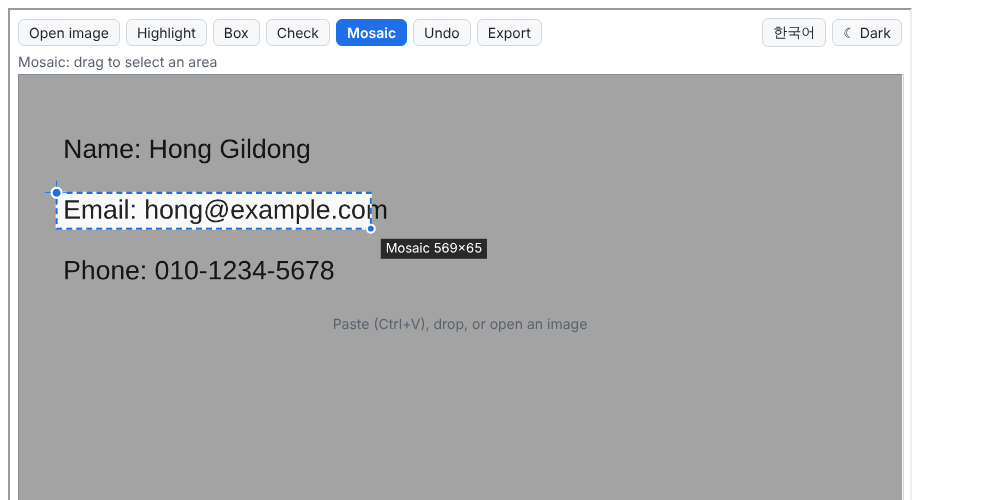 Open image Highlight Box Check Mosaic Undo Export 한국어 ☾ Dark
Mosaic: drag to select an area
Name: Hong Gildong
Email: hong@example.com
Mosaic 569×65
Phone: 010-1234-5678
Paste (Ctrl+V), drop, or open an image